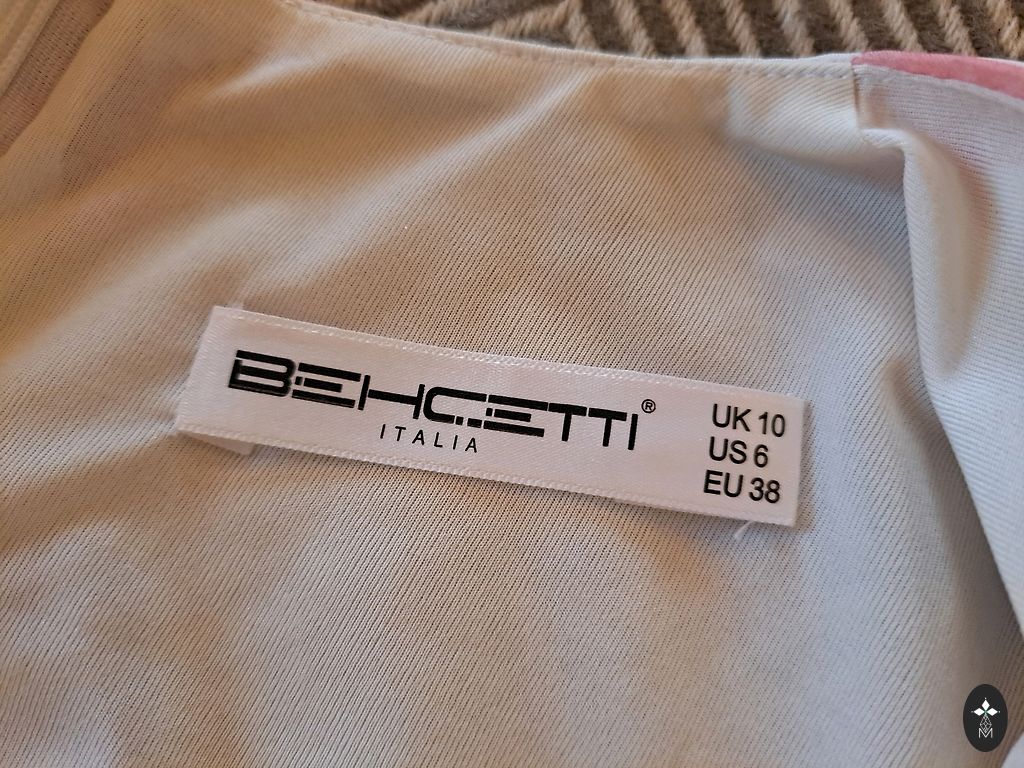 BEHCETTI®
ITALIA
UK 10
US 6
EU 38
M